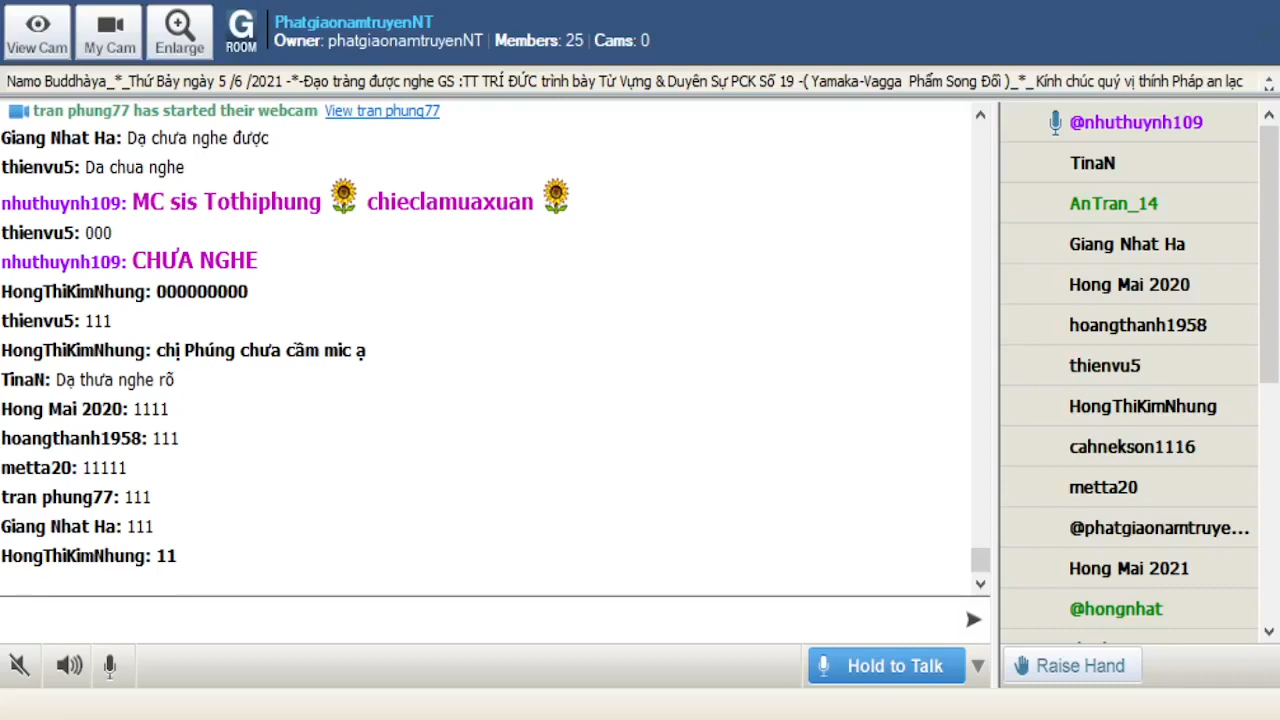 View Cam
My Cam
Enlarge
G
ROOM
PhatgiaonamtruyenNT
Owner: phatgiaonamtruyenNT | Members: 25 | Cams: 0
Namo Buddhàya_*_Thứ Bảy ngày 5 /6 /2021 -*-Đạo tràng được nghe GS :TT TRÍ ĐỨC trình bày Từ Vựng & Duyên Sự PCK Số 19 -( Yamaka-Vagga Phẩm Song Đối )_*_ Kính chúc quý vị thính Pháp an lạc
tran phung77 has started their webcam View tran phung77
Giang Nhat Ha: Dạ chưa nghe được
thienvu5: Da chua nghe
nhuthuynh109: MC sis Tothiphung chieclamuaxuan
thienvu5: 000
nhuthuynh109: CHƯA NGHE
HongThiKimNhung: 000000000
thienvu5: 111
HongThiKimNhung: chị Phúng chưa cầm mic ạ
TinaN: Dạ thưa nghe rõ
Hong Mai 2020: 1111
hoangthanh1958: 111
metta20: 11111
tran phung77: 111
Giang Nhat Ha: 111
HongThiKimNhung: 11
@nhuthuynh109
TinaN
AnTran_14
Giang Nhat Ha
Hong Mai 2020
hoangthanh1958
thienvu5
HongThiKimNhung
cahnekson1116
metta20
@phatgiaonamtruye...
Hong Mai 2021
@hongnhat
Hold to Talk
Raise Hand